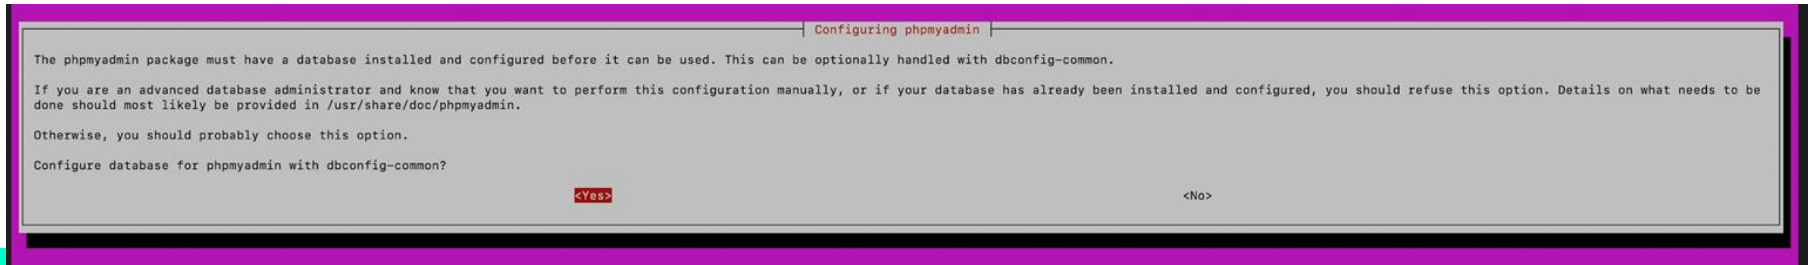 Configuring phpmyadmin
The phpmyadmin package must have a database installed and configured before it can be used. This can be optionally handled with dbconfig-common.
If you are an advanced database administrator and know that you want to perform this configuration manually, or if your database has already been installed and configured, you should refuse this option. Details on what needs to be
done should most likely be provided in /usr/share/doc/phpmyadmin.
Otherwise, you should probably choose this option.
Configure database for phpmyadmin with dbconfig-common?
<Yes> <No>